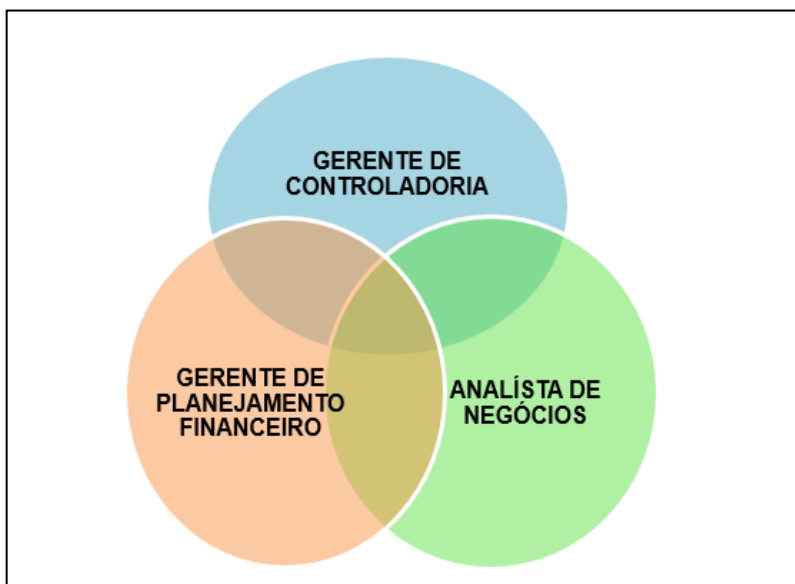 GERENTE DE
CONTROLADORIA
GERENTE DE
PLANEJAMENTO
FINANCEIRO
ANALÍSTA DE
NEGÓCIOS